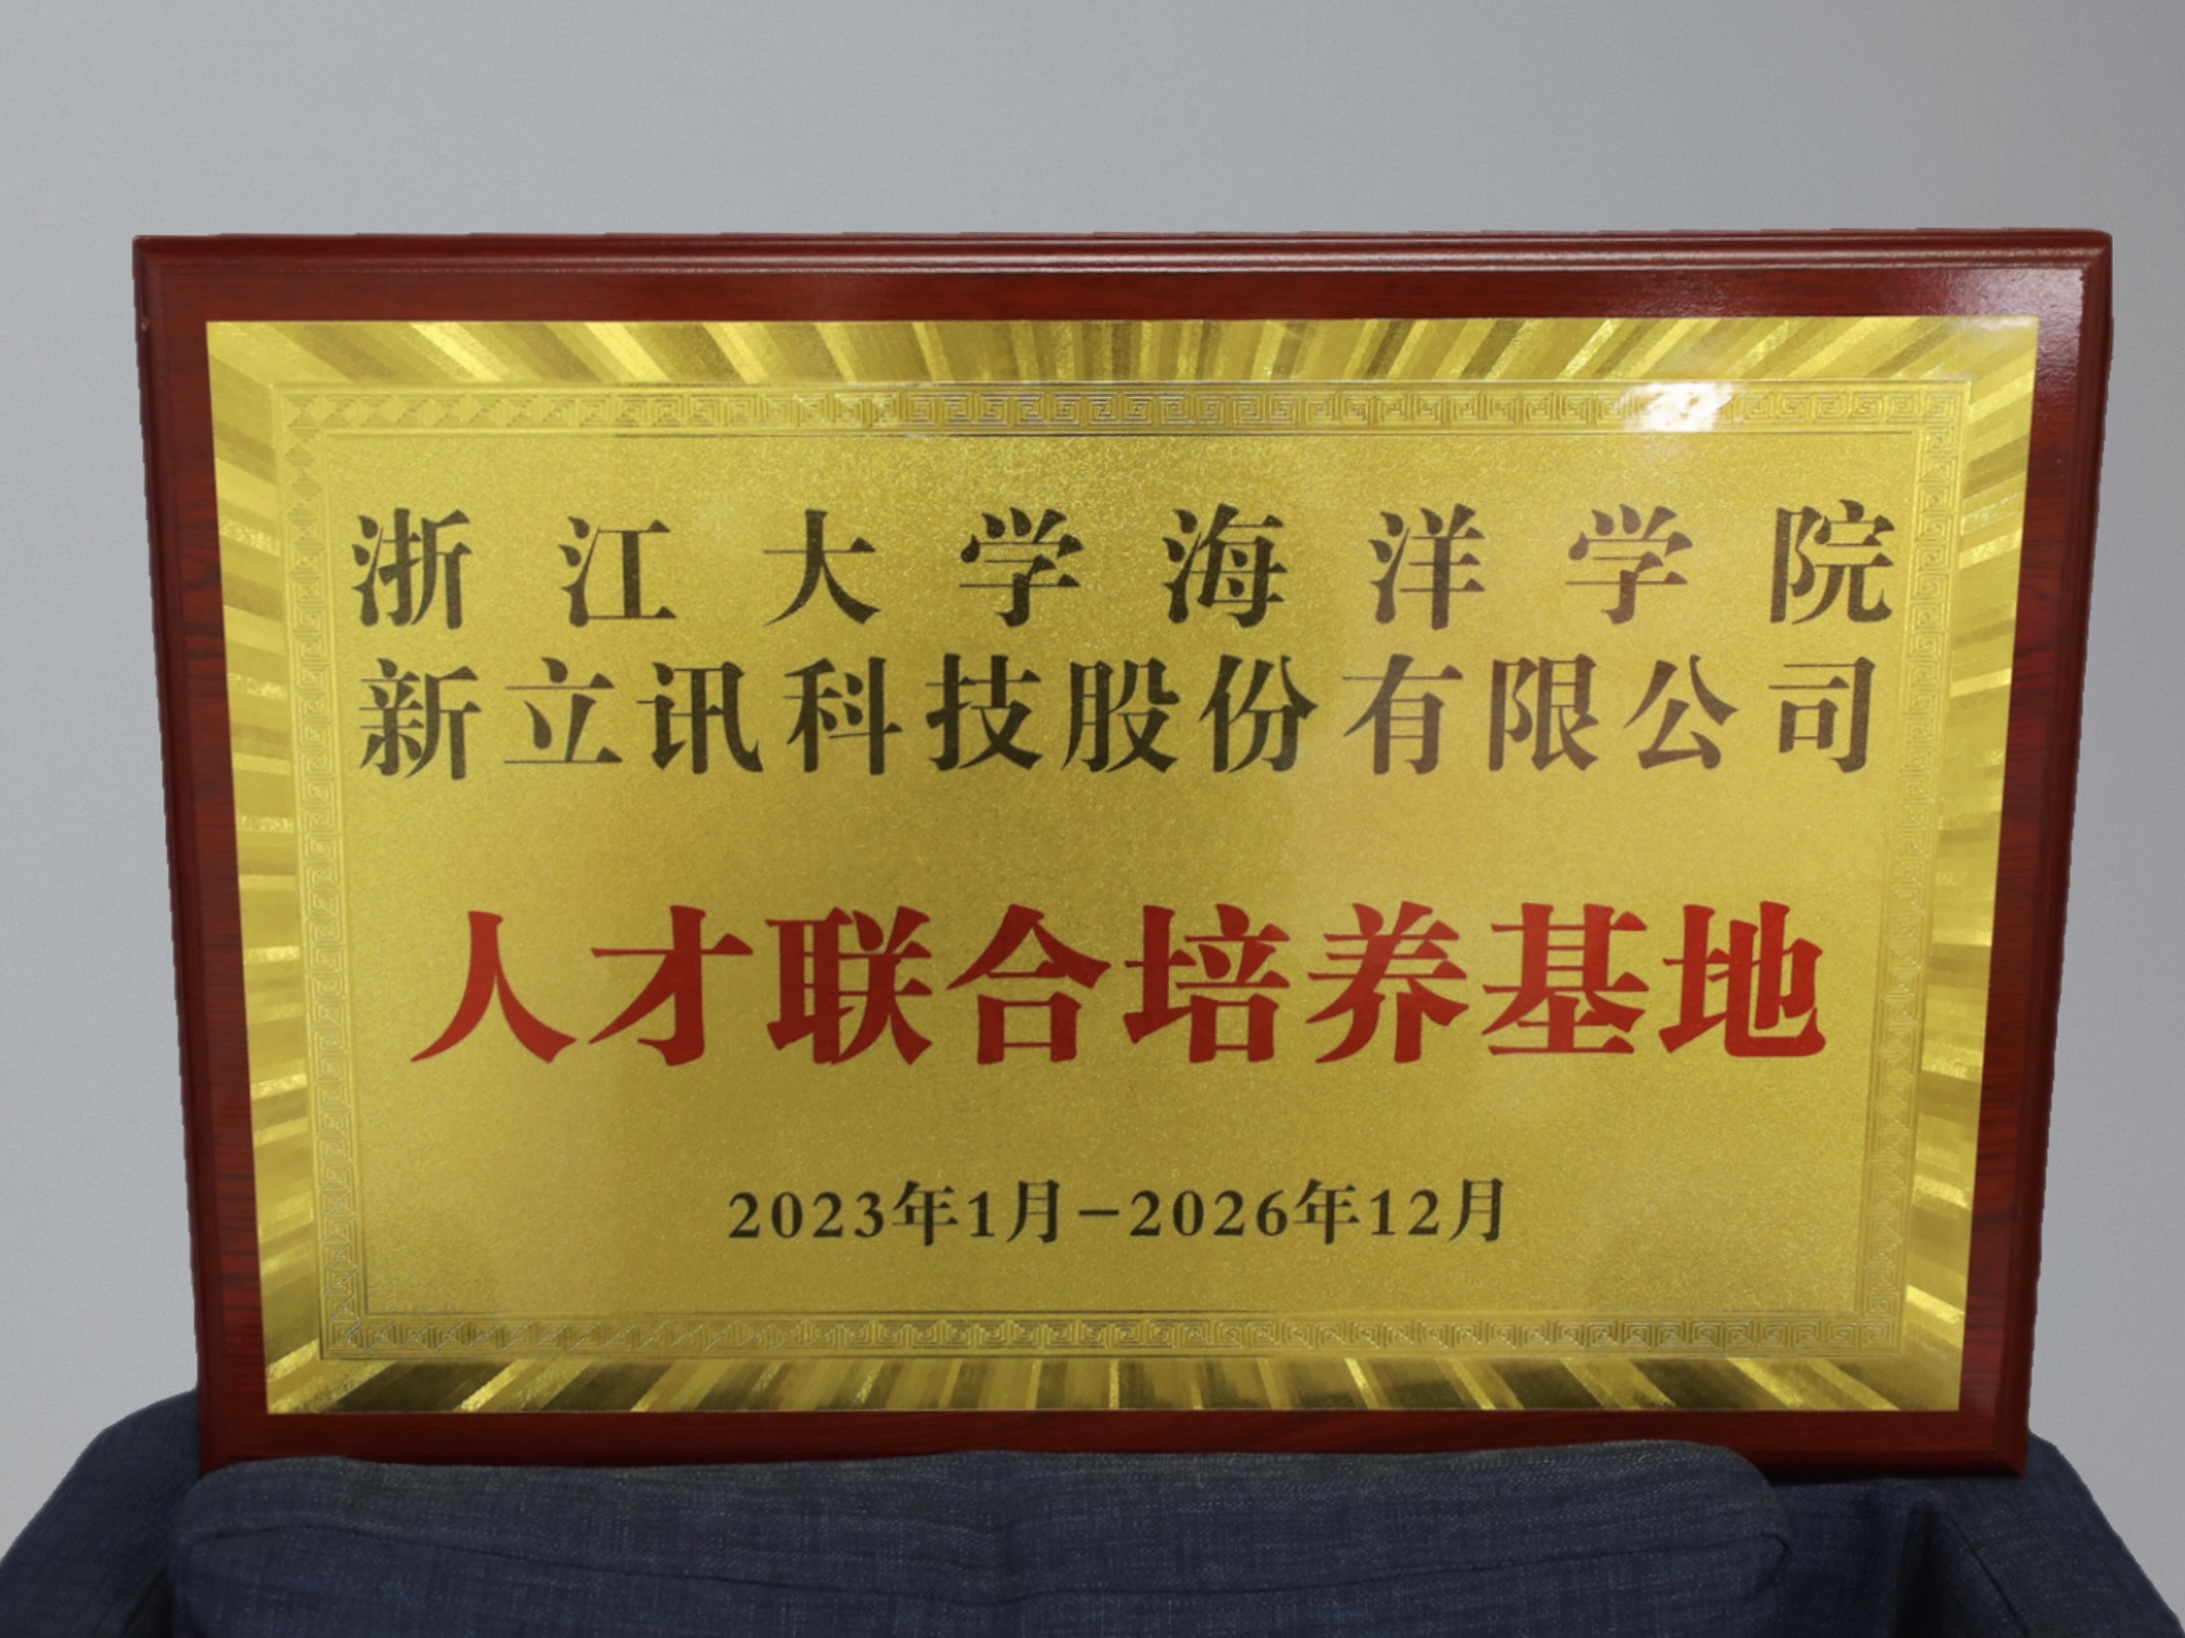 浙江大学海洋学院
新立讯科技股份有限公司
人才联合培养基地
2023年1月-2026年12月